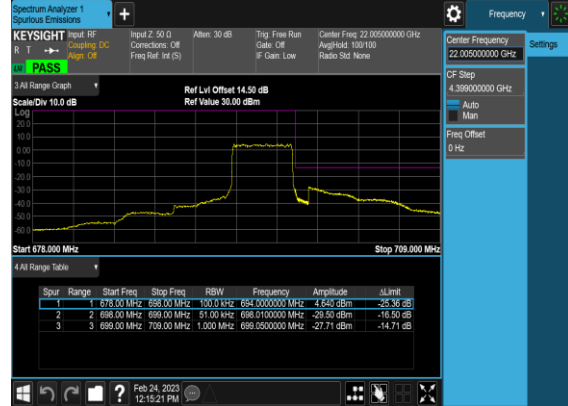 Spectrum Analyzer 1
Spurious Emissions
Frequency
KEYSIGHT Input: RF Input Z: 50 Ω Atten: 30 dB Trig: Free Run Center Freq: 22.005000000 GHz
R T Coupling: DC Corrections: Off Gate: Off Avg|Hold: 100/100
Align: Off Freq Ref: Int (S) IF Gain: Low Radio Std: None
PASS
Center Frequency
22.005000000 GHz
Settings
CF Step
4.399000000 GHz
Auto
Man
Freq Offset
0 Hz
3 All Range Graph
Ref Lvl Offset 14.50 dB
Scale/Div 10.0 dB Ref Value 30.00 dBm
Log
20.0
10.0
0.00
-10.0
-20.0
-30.0
-40.0
-50.0
-60.0
Start 678.000 MHz Stop 709.000 MHz
4 All Range Table
Spur Range Start Freq Stop Freq RBW Frequency Amplitude ΔLimit
1 1 678.00 MHz 698.00 MHz 100.0 kHz 694.0000000 MHz 4.640 dBm -25.36 dB
2 2 698.00 MHz 699.00 MHz 51.00 kHz 698.0100000 MHz -29.50 dBm -16.50 dB
3 3 699.00 MHz 709.00 MHz 1.000 MHz 699.0500000 MHz -27.71 dBm -14.71 dB
Feb 24, 2023
12:15:21 PM